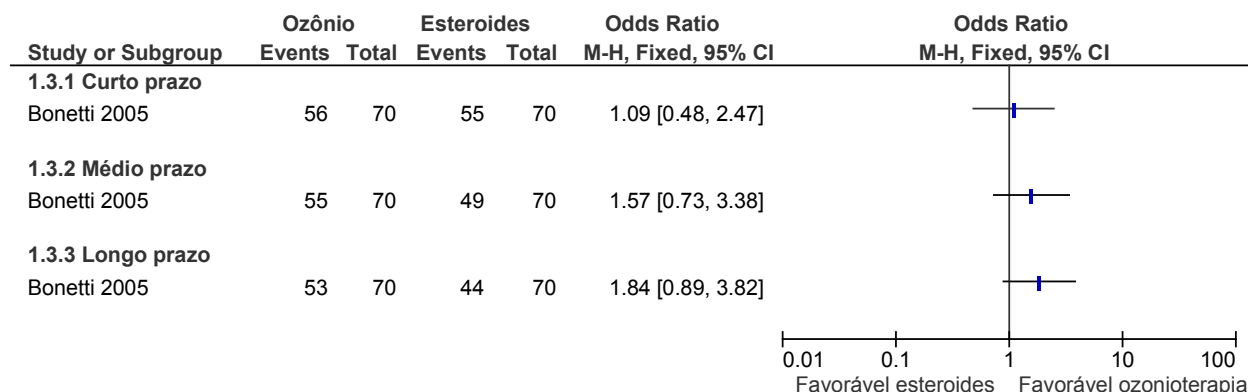 Ozônio Esteroides Odds Ratio Odds Ratio
Study or Subgroup Events Total Events Total M-H, Fixed, 95% CI M-H, Fixed, 95% CI
1.3.1 Curto prazo
Bonetti 2005 56 70 55 70 1.09 [0.48, 2.47]
1.3.2 Médio prazo
Bonetti 2005 55 70 49 70 1.57 [0.73, 3.38]
1.3.3 Longo prazo
Bonetti 2005 53 70 44 70 1.84 [0.89, 3.82]
0.01 0.1 1 10 100
Favorável esteroides Favorável ozonioterapia